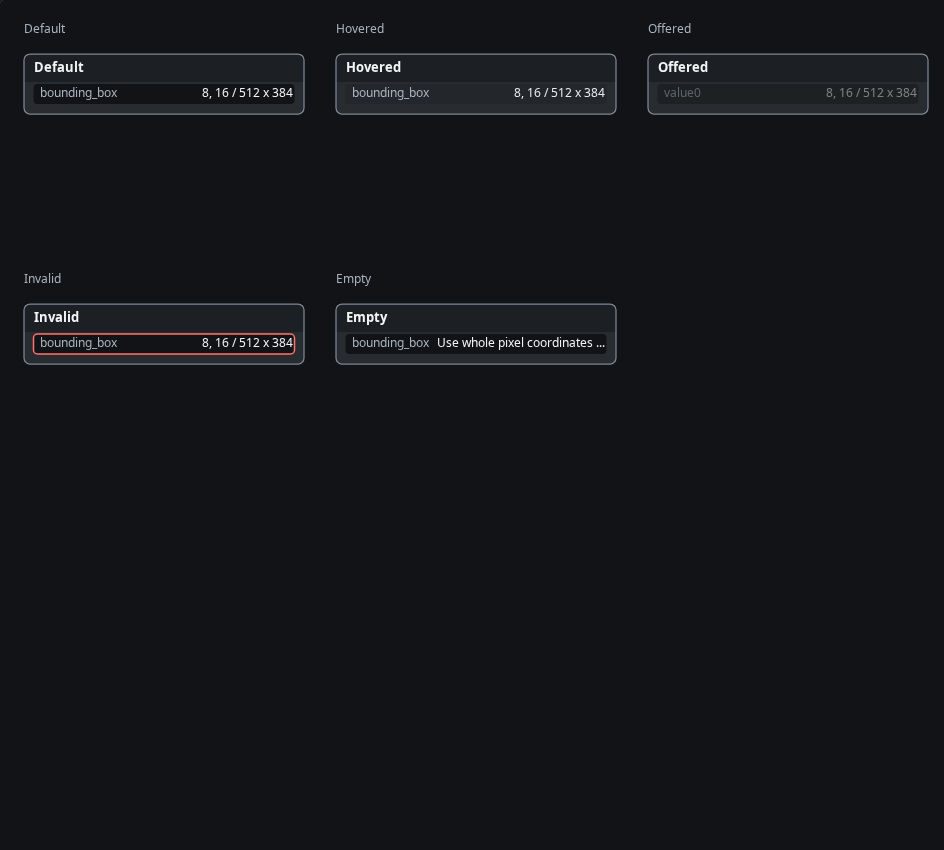 Default
Hovered
Offered
Default
Hovered
Offered
bounding_box 8, 16 / 512 x 384
bounding_box 8, 16 / 512 x 384
value0 8, 16 / 512 x 384
Invalid
Empty
Invalid
Empty
bounding_box 8, 16 / 512 x 384
bounding_box Use whole pixel coordinates ...